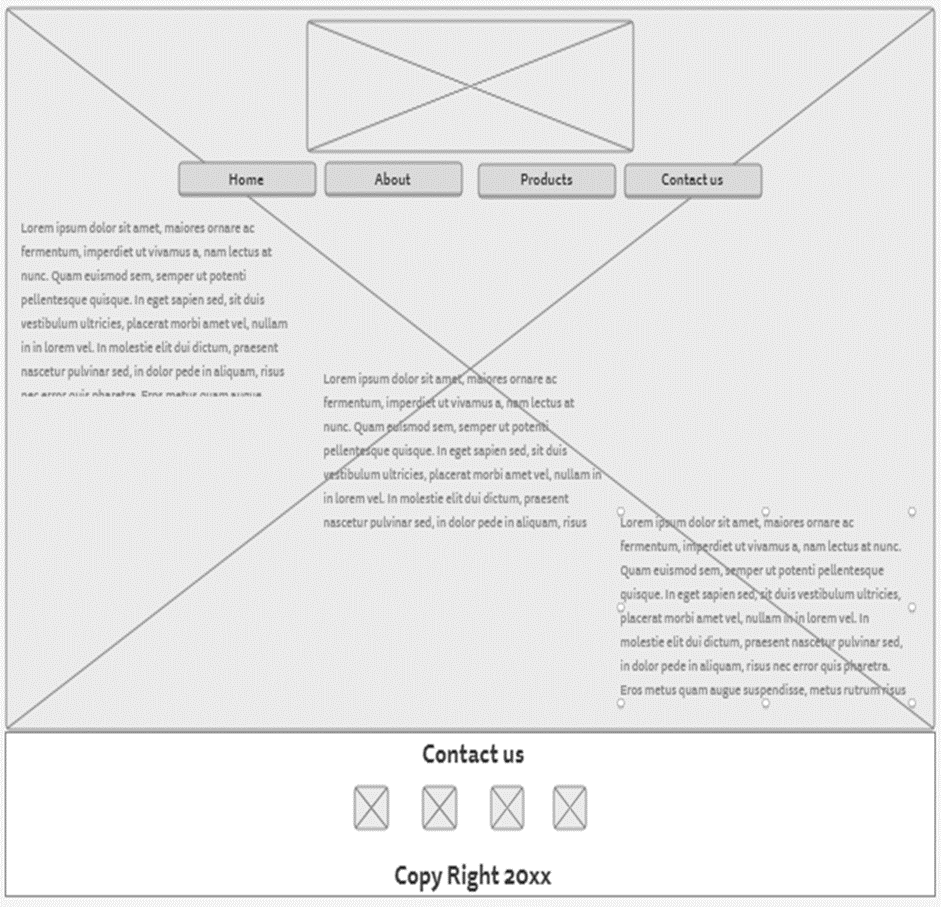 Home
About
Products
Contact us
Lorem ipsum dolor sit amet, maiores ornare ac
fermentum, imperdiet ut vivamus a, nam lectus at
nunc. Quam euismod sem, semper ut potenti
pellentesque quisque. In eget sapien sed, sit duis
vestibulum ultricies, placerat morbi amet vel, nullam
in in lorem vel. In molestie elit dui dictum, praesent
nascetur pulvinar sed, in dolor pede in aliquam, risus
nec error quis pharetra. Eros metus quam augue
Lorem ipsum dolor sit amet, maiores ornare ac
fermentum, imperdiet ut vivamus a, nam lectus at
nunc. Quam euismod sem, semper ut potenti
pellentesque quisque. In eget sapien sed, sit duis
vestibulum ultricies, placerat morbi amet vel, nullam in
in lorem vel. In molestie elit dui dictum, praesent
nascetur pulvinar sed, in dolor pede in aliquam, risus
Lorem ipsum dolor sit amet, maiores ornare ac
fermentum, imperdiet ut vivamus a, nam lectus at nunc.
Quam euismod sem, semper ut potenti pellentesque
quisque. In eget sapien sed, sit duis vestibulum ultricies,
placerat morbi amet vel, nullam in in lorem vel. In
molestie elit dui dictum, praesent nascetur pulvinar sed,
in dolor pede in aliquam, risus nec error quis pharetra.
Eros metus quam augue suspendisse, metus rutrum risus
Contact us
Copy Right 20xx